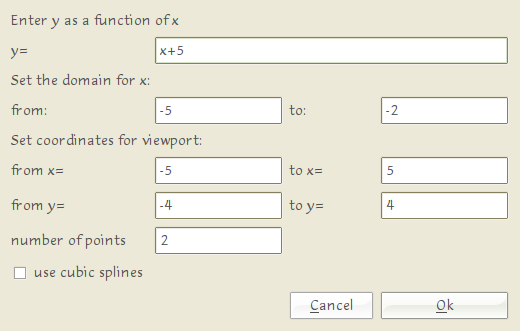 Enter y as a function of x
y= x+5
Set the domain for x:
from: -5 to: -2
Set coordinates for viewport:
from x= -5 to x= 5
from y= -4 to y= 4
number of points 2
use cubic splines
Cancel Ok